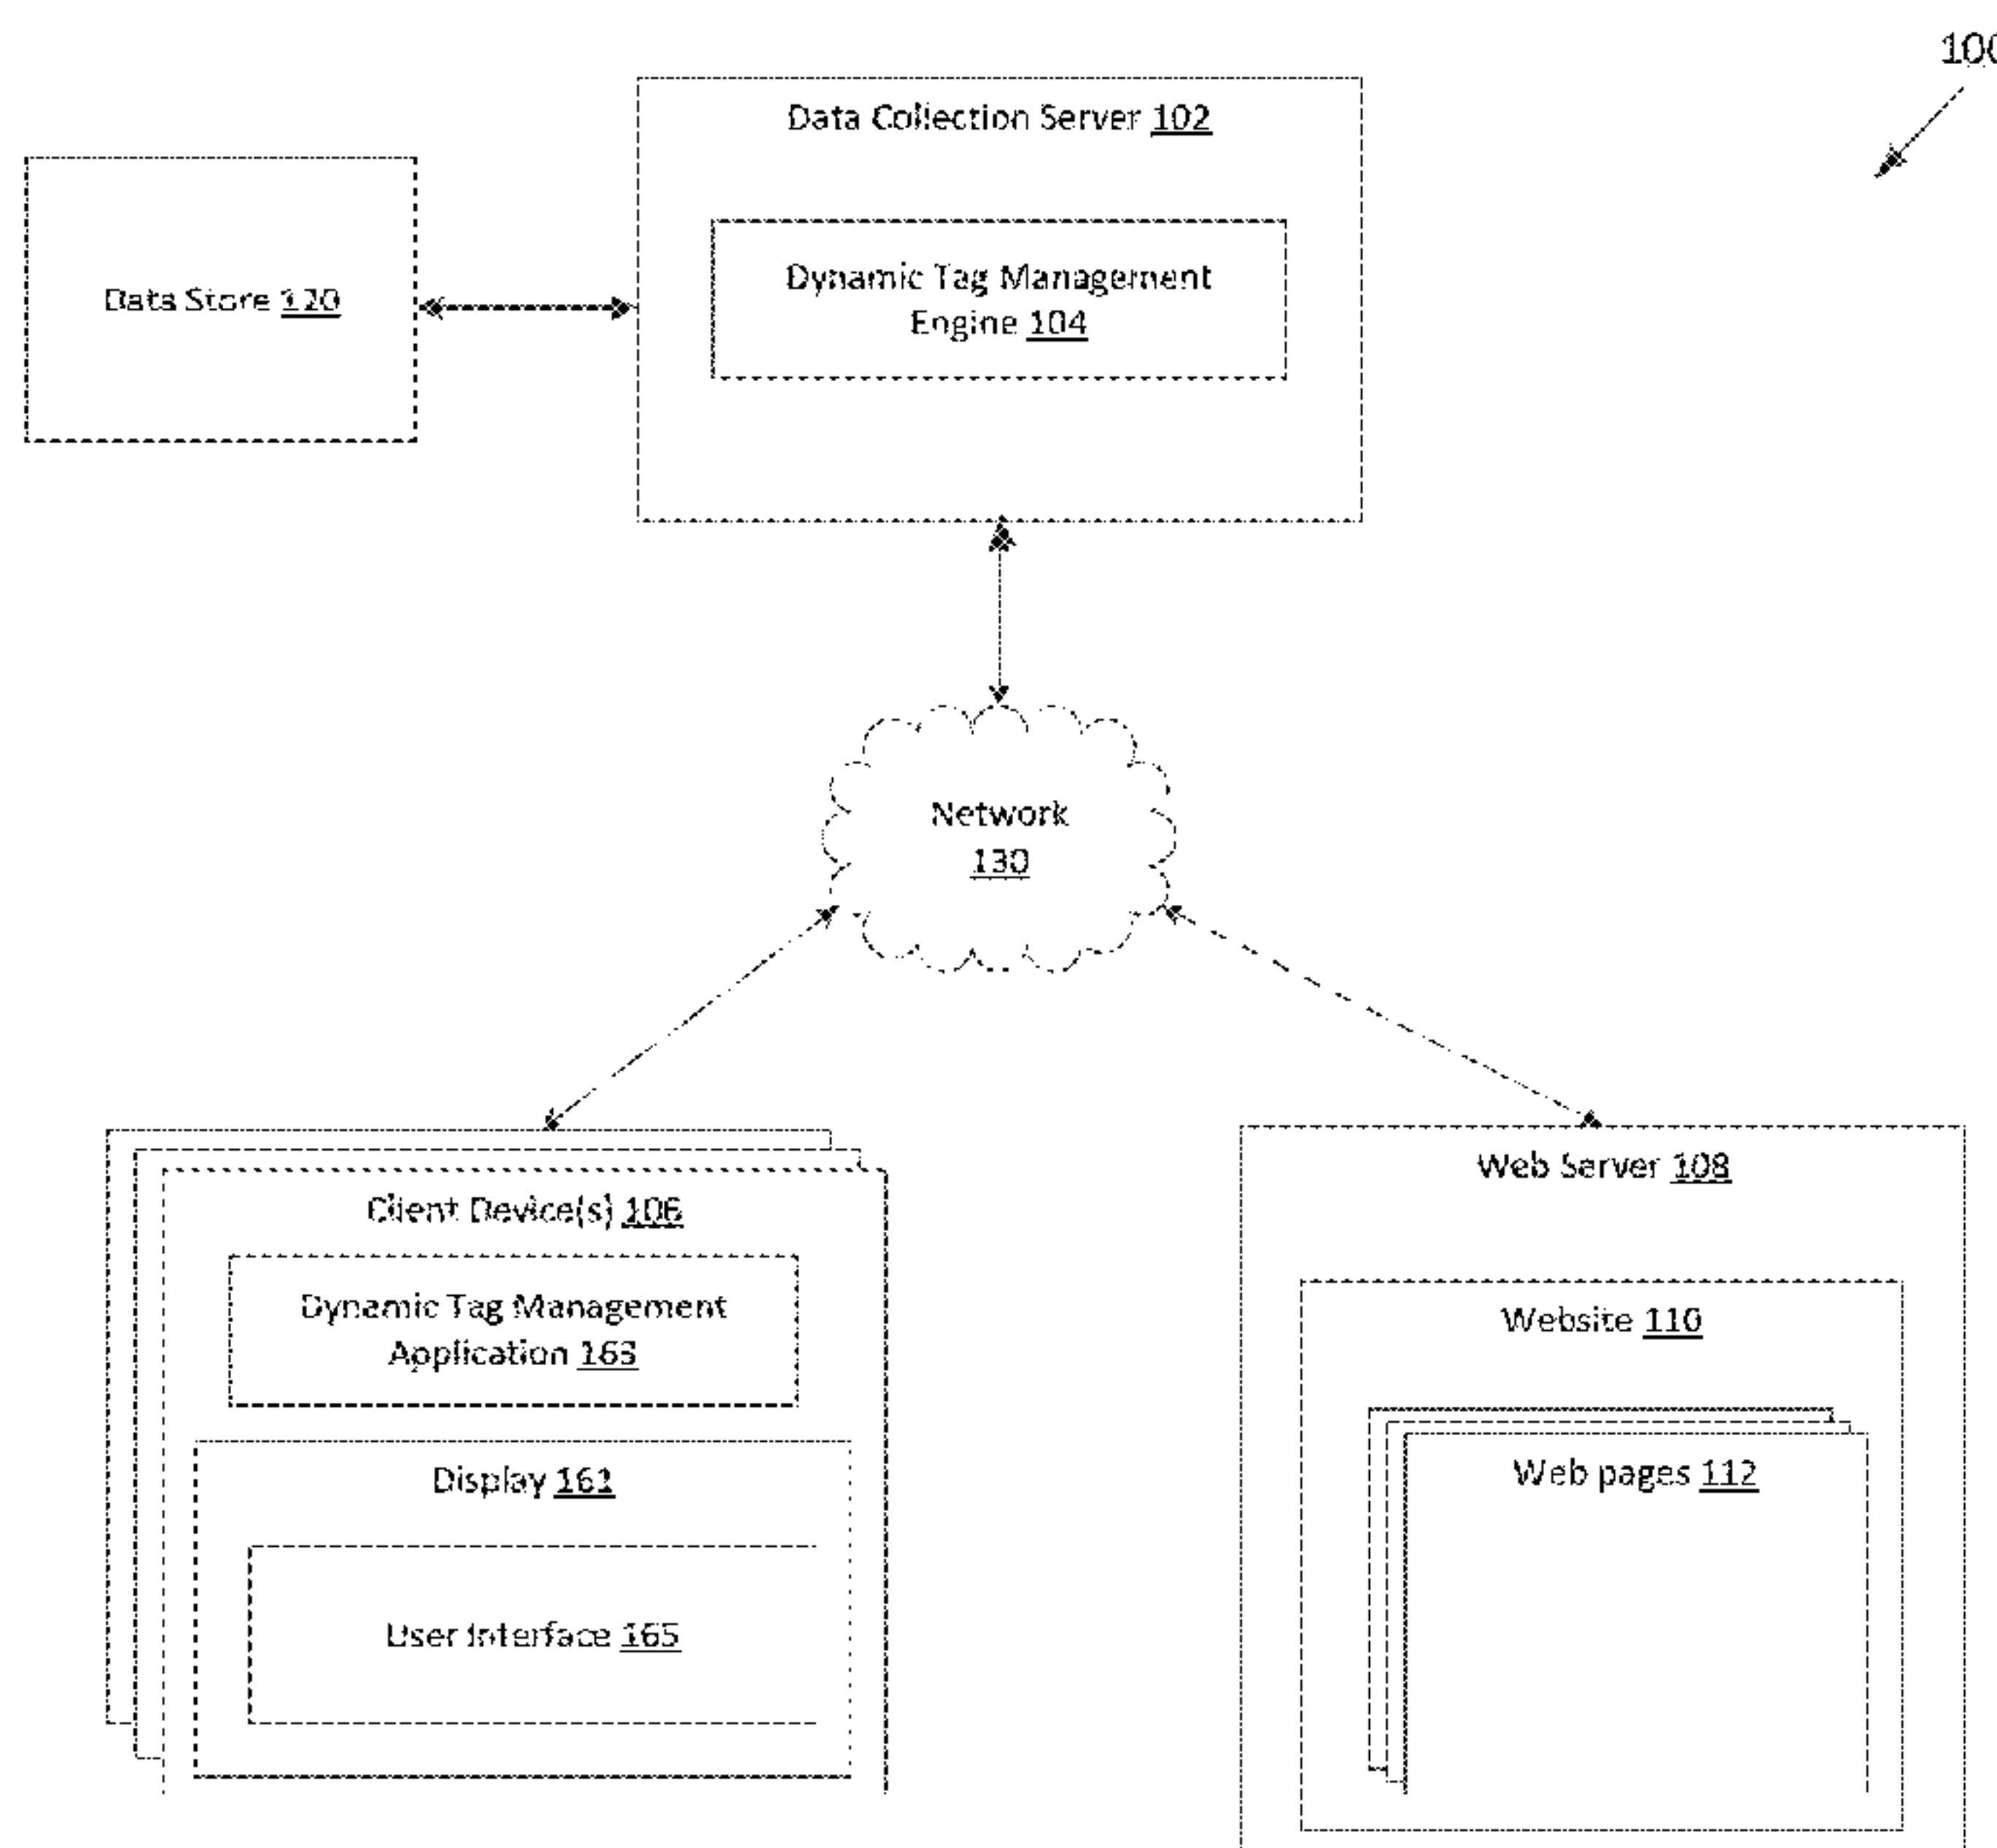 100
Data Collection Server 102
Data Store 120
Dynamic Tag Management
Engine 104
Network
130
Client Device(s) 106
Dynamic Tag Management
Application 163
Display 161
User Interface 165
Web Server 108
Website 110
Web pages 112